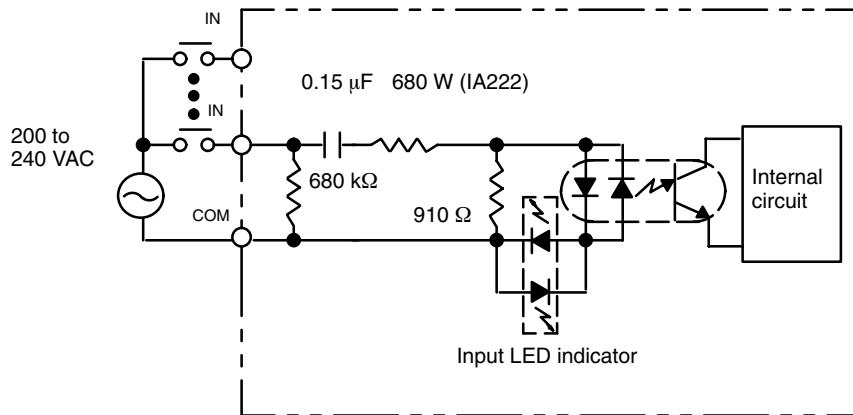 IN
0.15 μF 680 W (IA222)
IN
200 to
240 VAC
680 kΩ
Internal
circuit
COM
910 Ω
Input LED indicator